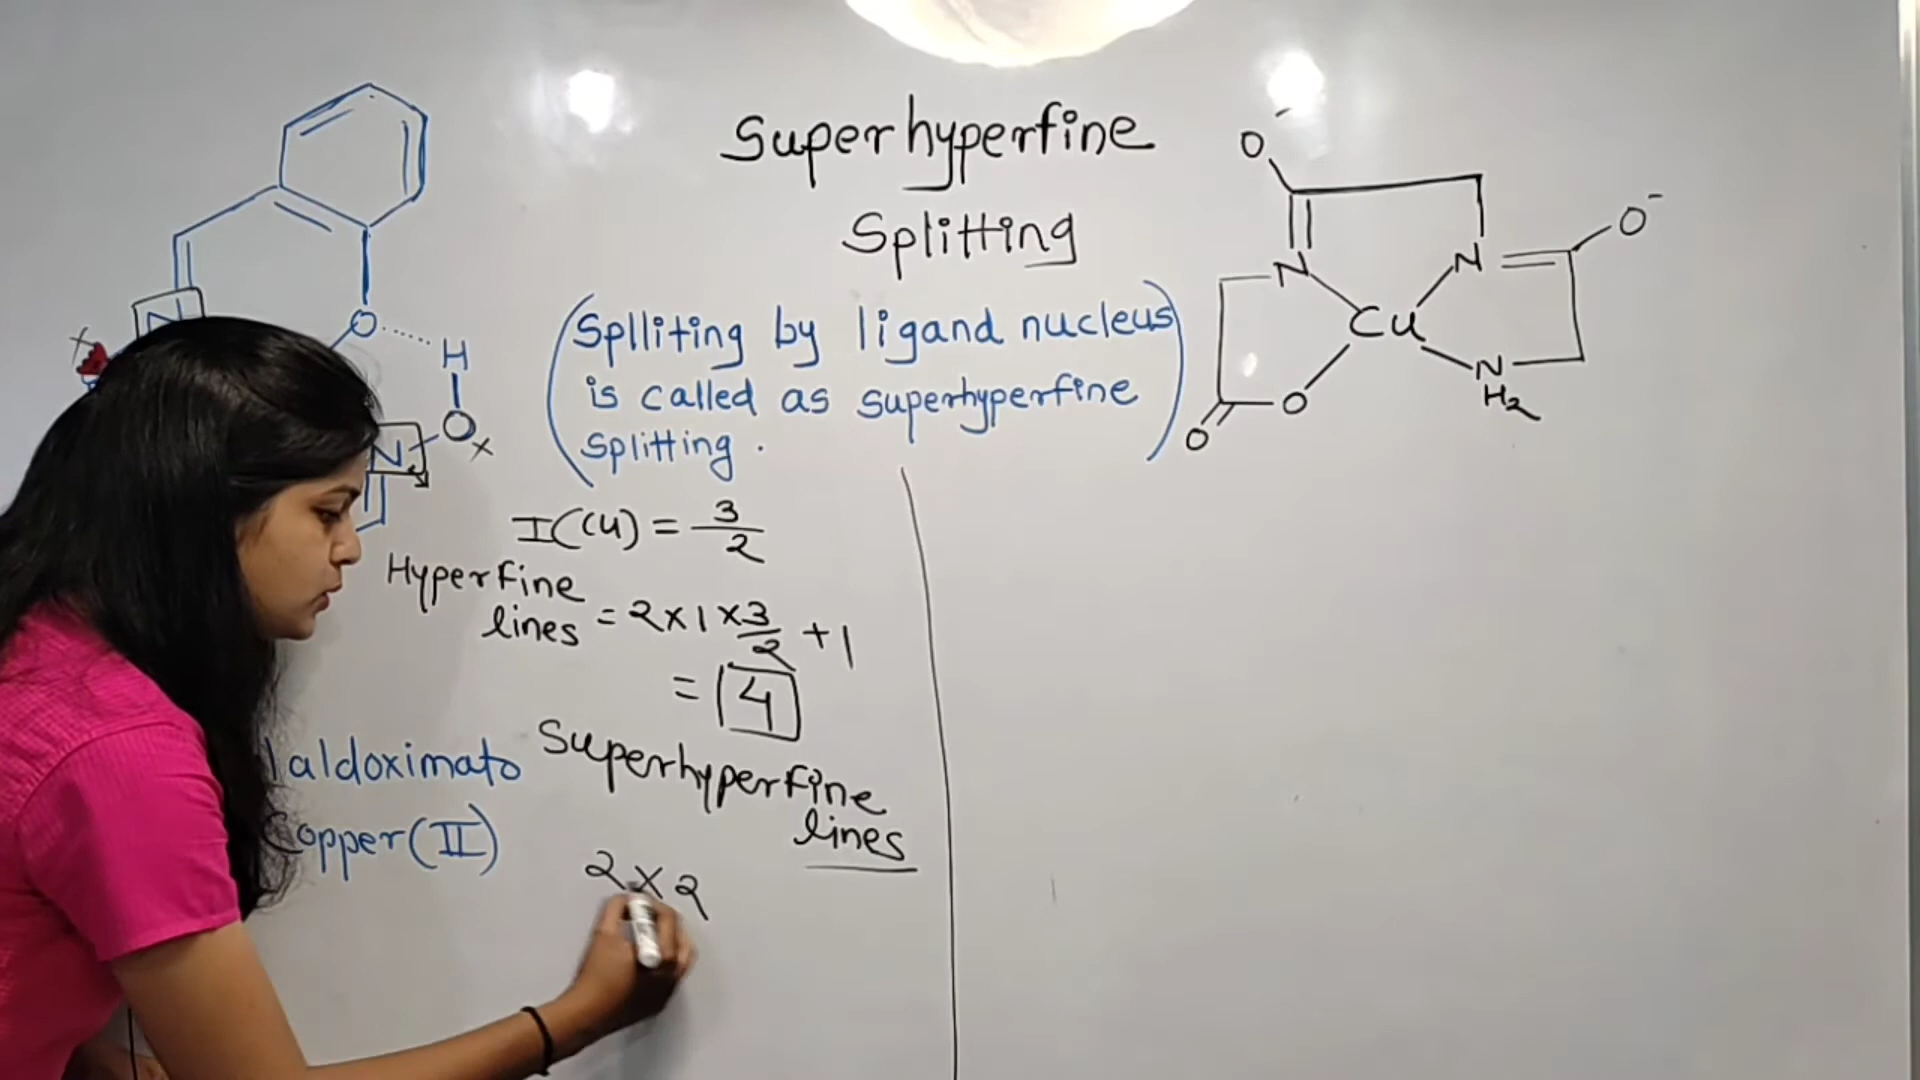 Superhyperfine
Splitting
(Splliting by ligand nucleus
is called as superhyperfine
splitting.)
I(Cu) = 3/2
Hyperfine
lines = 2 × 1 × 3/2 + 1
= 4
Superhyperfine
lines
2 × 2
aldoximato
Copper(II)
O
H
O
x
N
x
O⁻
O⁻
N
N
Cu
N
H2
O
O